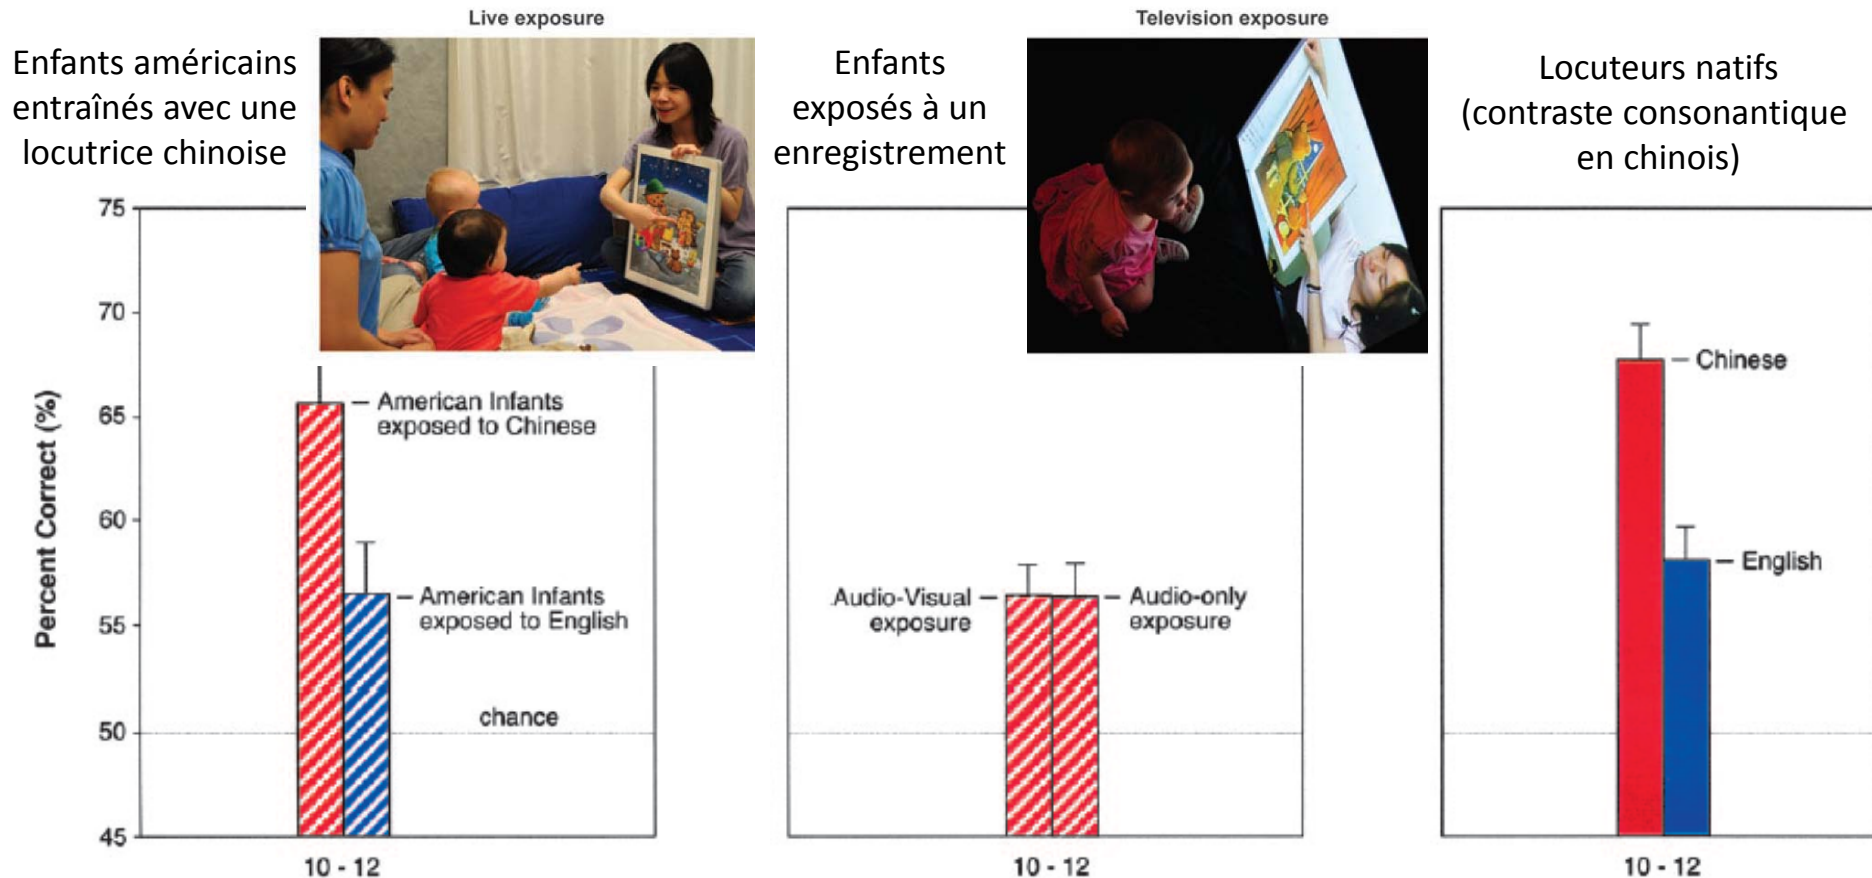 Live exposure
Television exposure
Enfants américains
entraînés avec une
locutrice chinoise
Enfants
exposés à un
enregistrement
Locuteurs natifs
(contraste consonantique
en chinois)
Percent Correct (%)
75
70
65
60
55
50
45
American Infants
exposed to Chinese
American Infants
exposed to English
chance
10 - 12
Audio-Visual
exposure
Audio-only
exposure
10 - 12
Chinese
English
10 - 12